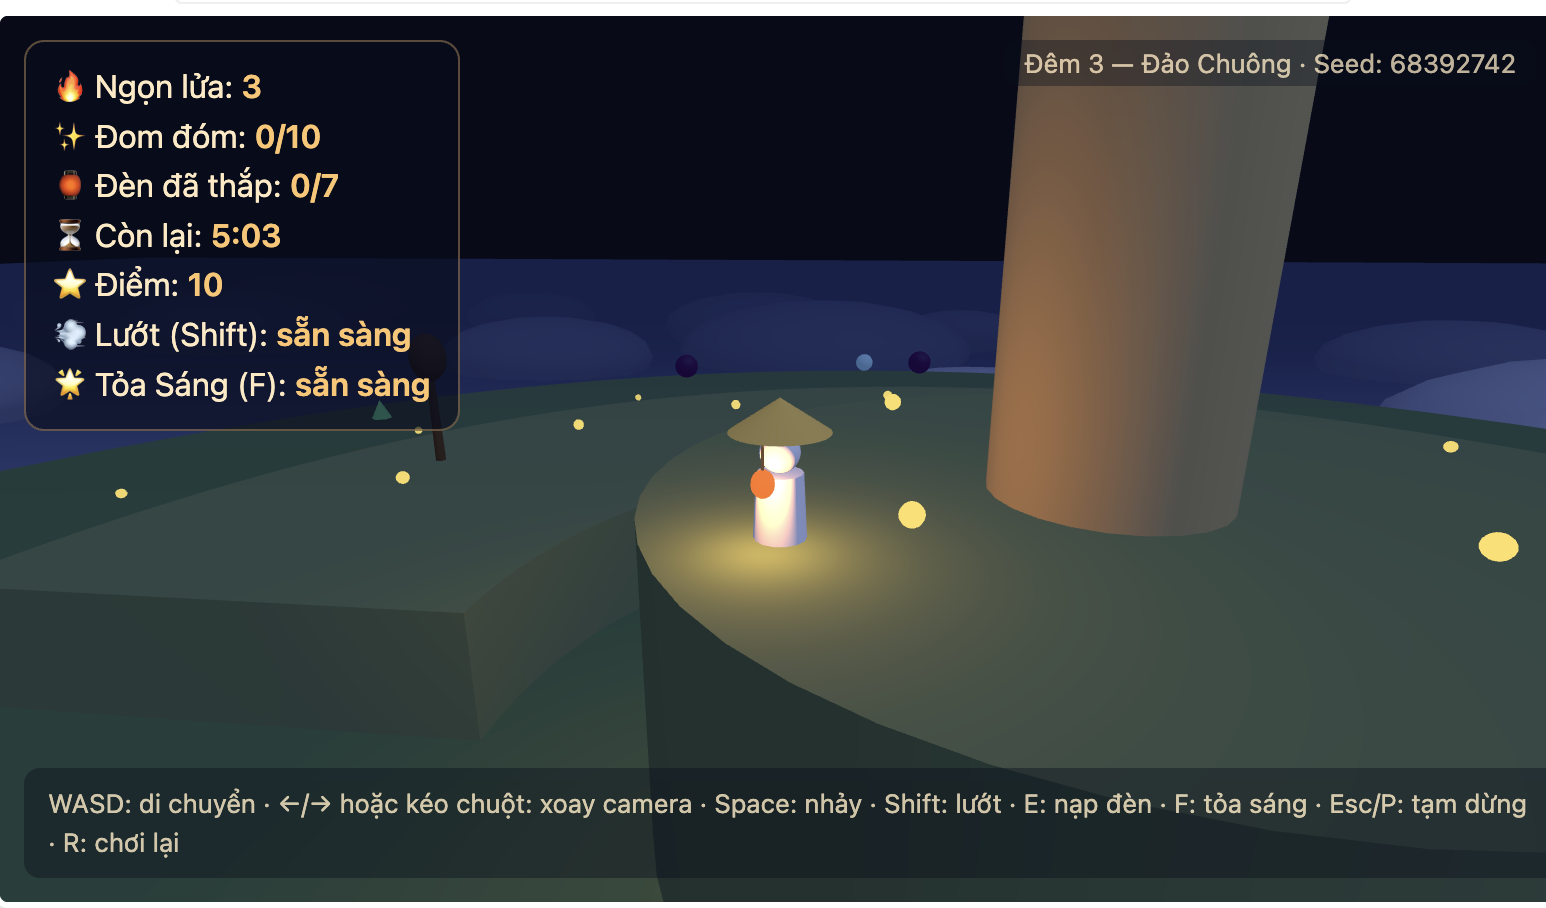 🔥 Ngọn lửa: 3
Đêm 3 — Đảo Chuông · Seed: 68392742
✨ Đom đóm: 0/10
🏮 Đèn đã thắp: 0/7
⏳ Còn lại: 5:03
⭐ Điểm: 10
💨 Lướt (Shift): sẵn sàng
🌟 Tỏa Sáng (F): sẵn sàng
WASD: di chuyển · ←/→ hoặc kéo chuột: xoay camera · Space: nhảy · Shift: lướt · E: nạp đèn · F: tỏa sáng · Esc/P: tạm dừng
· R: chơi lại